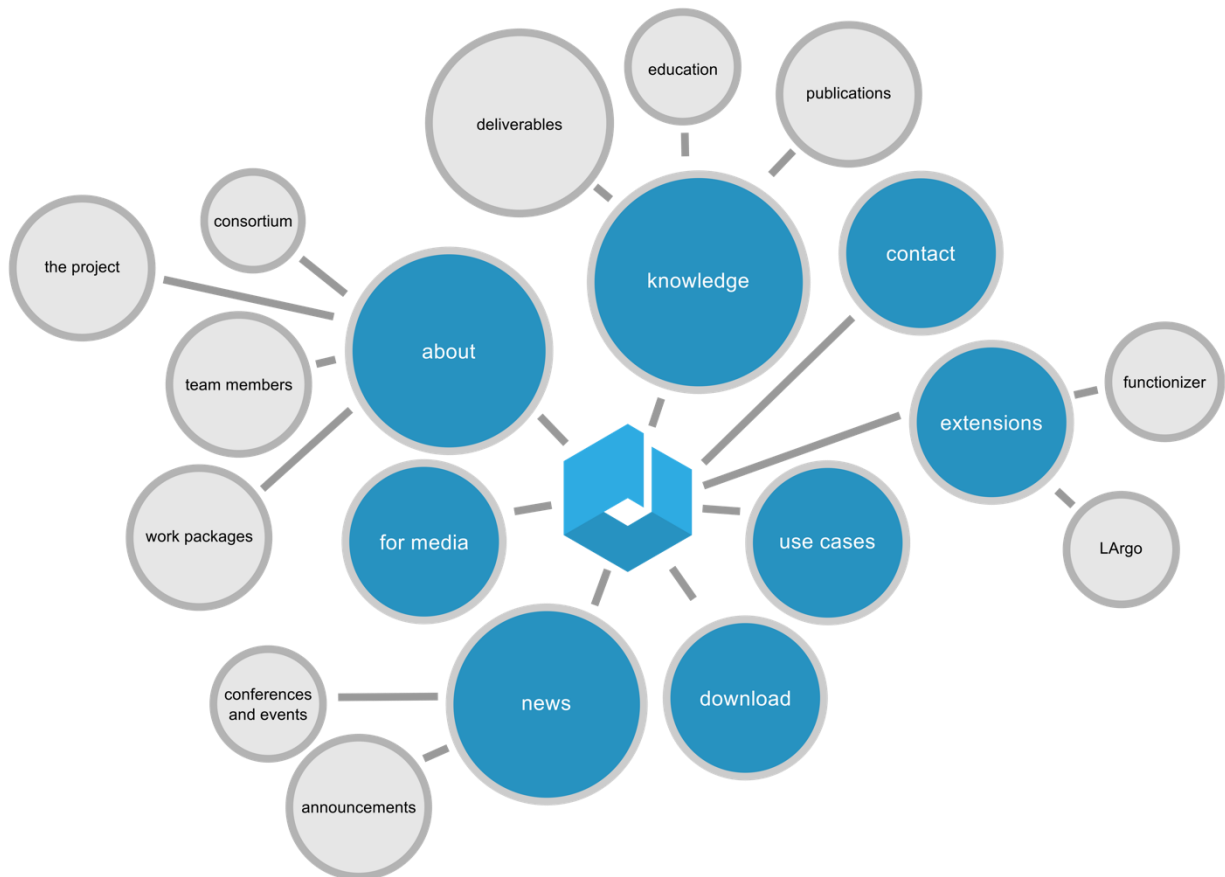 education
publications
deliverables
consortium
contact
the project
knowledge
about
team members
functionizer
extensions
work packages
for media
use cases
LArgo
conferences
and events
news
download
announcements